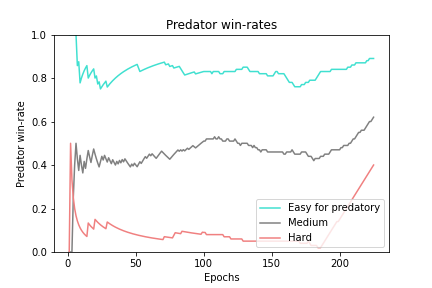 Predator win-rates
Predator win-rate
1.0
0.8
0.6
0.4
0.2
0.0
0
50
100
150
200
Epochs
Easy for predatory
Medium
Hard